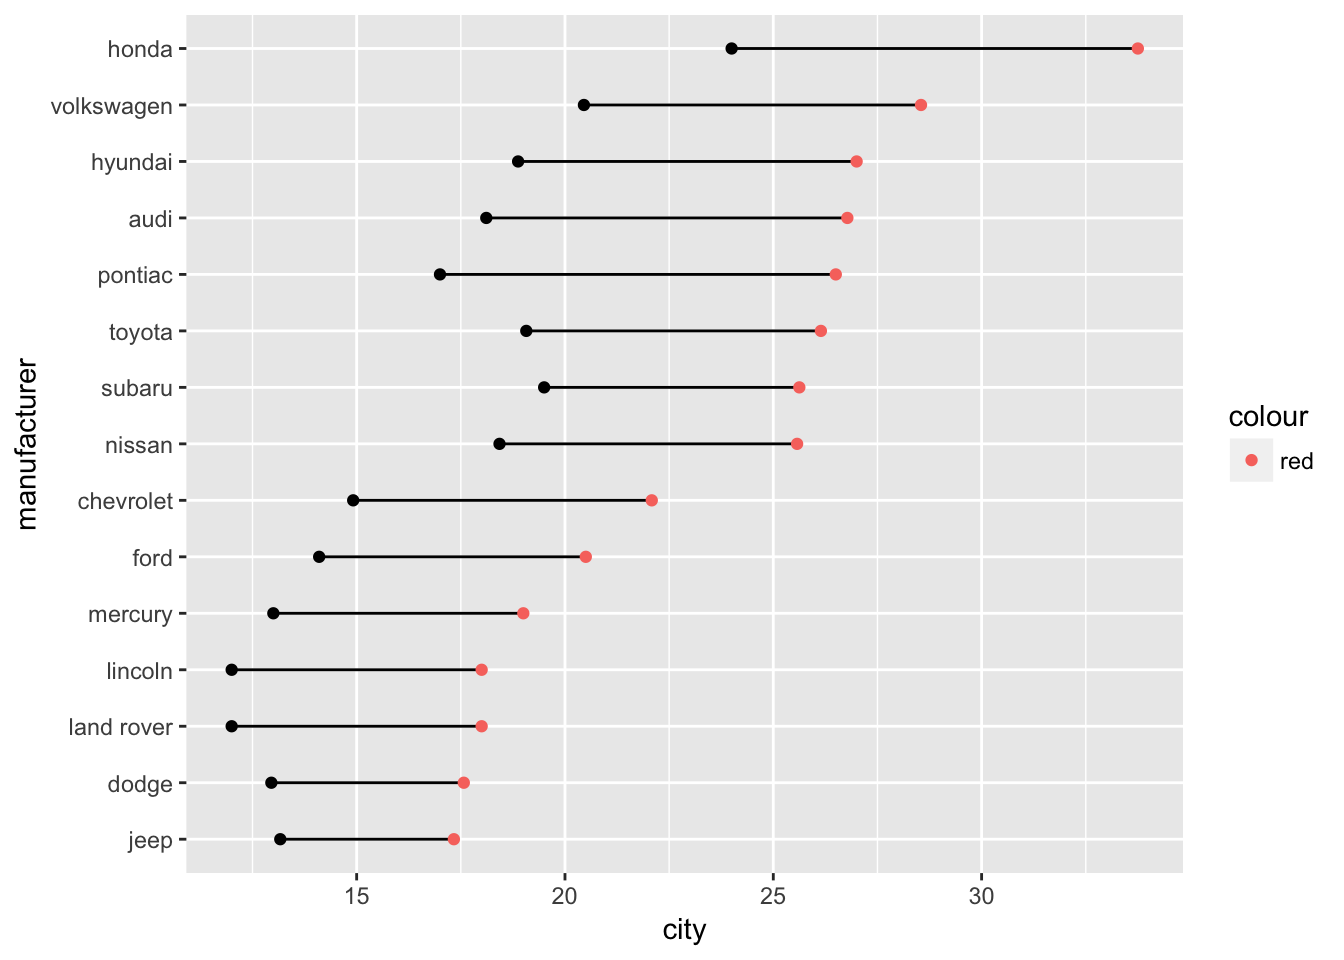 honda
volkswagen
hyundai
audi
pontiac
toyota
subaru
nissan
chevrolet
ford
mercury
lincoln
land rover
dodge
jeep
manufacturer
15 20 25 30
city
colour
red